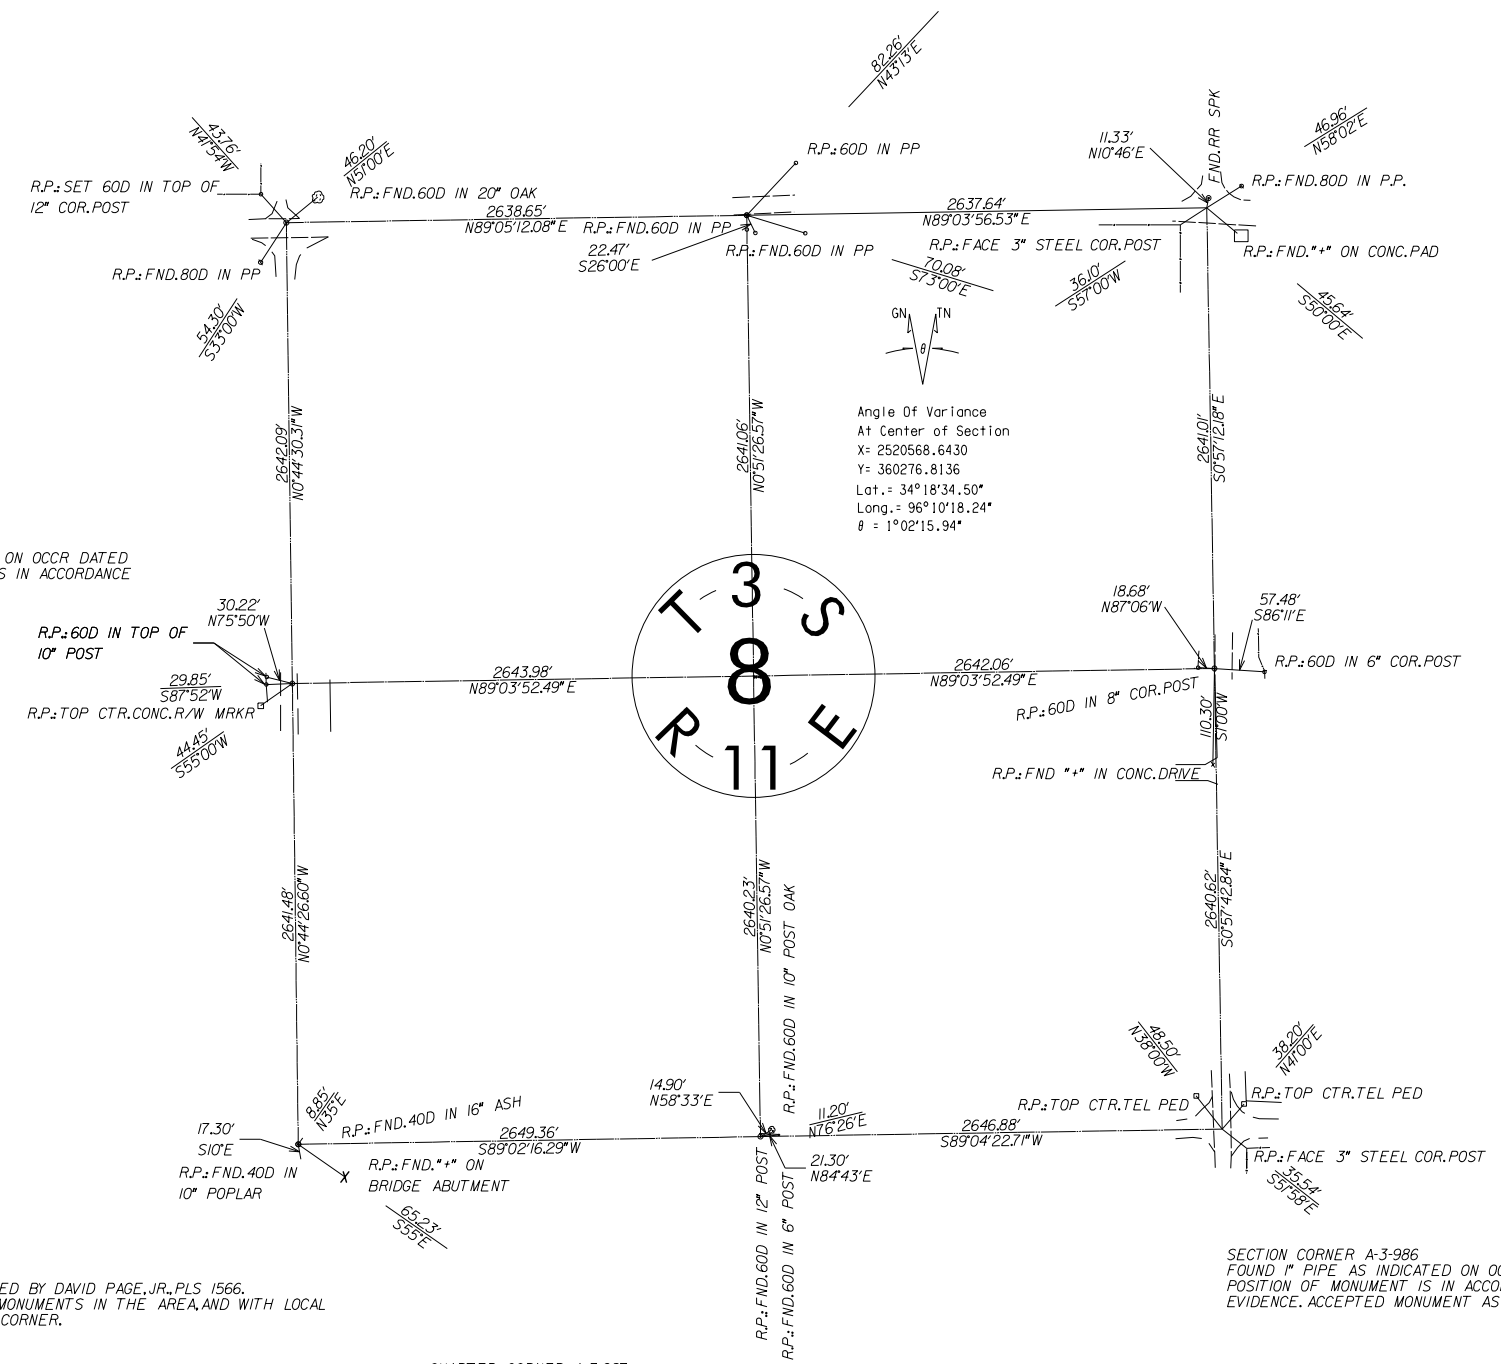 82.26'
N43°13'E
43.76'
N41°54'W
46.20'
N51°00'E
R.P.: SET 60D IN TOP OF
12" COR.POST
R.P.: FND.60D IN 20" OAK
R.P.: FND.80D IN PP
54.30'
S33°00'W
2638.65'
N89°05'12.08" E
R.P.: FND.60D IN PP
22.47'
S26°00'E
R.P.: 60D IN PP
R.P.: FND.60D IN PP
70.08'
S73°00'E
2637.64'
N89°03'56.53" E
R.P.: FACE 3" STEEL COR.POST
36.10'
S57°00'W
11.33'
N10°46'E
FND.RR SPK
46.96'
N58°02'E
R.P.: FND.80D IN P.P.
R.P.: FND."+" ON CONC.PAD
45.64'
S50°00'E
GN
TN
θ
Angle Of Variance
At Center of Section
X= 2520568.6430
Y= 360276.8136
Lat.= 34°18'34.50"
Long.= 96°10'18.24"
θ = 1°02'15.94"
2642.09'
N0°44'30.31" W
2641.06'
N0°51'26.57" W
2641.01'
S0°57'12.18" E
ON OCCR DATED
S IN ACCORDANCE
30.22'
N75°50'W
R.P.: 60D IN TOP OF
10" POST
29.85'
S87°52'W
R.P.: TOP CTR.CONC.R/W MRKR
44.45'
S55°00'W
2643.98'
N89°03'52.49" E
T 3 S
8
R 11 E
2642.06'
N89°03'52.49" E
18.68'
N87°06'W
57.48'
S86°11'E
R.P.: 60D IN 6" COR.POST
R.P.: 60D IN 8" COR.POST
110.30'
S1°00'W
R.P.: FND "+" IN CONC.DRIVE
2641.48'
N0°44'26.60" W
2640.23'
N0°51'26.57" W
R.P.: FND.60D IN 10" POST OAK
2640.62'
S0°57'42.84" E
8.85'
N35°E
R.P.: FND.40D IN 16" ASH
17.30'
S10°E
R.P.: FND.40D IN
10" POPLAR
R.P.: FND."+" ON
BRIDGE ABUTMENT
65.23'
S55°E
2649.36'
S89°02'16.29" W
14.90'
N58°33'E
11.20'
N76°26'E
21.30'
N84°43'E
R.P.: FND.60D IN 12" POST
R.P.: FND.60D IN 6" POST
2646.88'
S89°04'22.71" W
48.50'
N38°00'W
38.20'
N41°00'E
R.P.: TOP CTR.TEL PED
R.P.: TOP CTR.TEL PED
R.P.: FACE 3" STEEL COR.POST
35.54'
S51°58'E
SECTION CORNER A-3-986
FOUND 1" PIPE AS INDICATED ON
POSITION OF MONUMENT IS IN
EVIDENCE. ACCEPTED MONUMENT AS
ED BY DAVID PAGE, JR., PLS 1566.
MONUMENTS IN THE AREA, AND WITH LOCAL
CORNER.